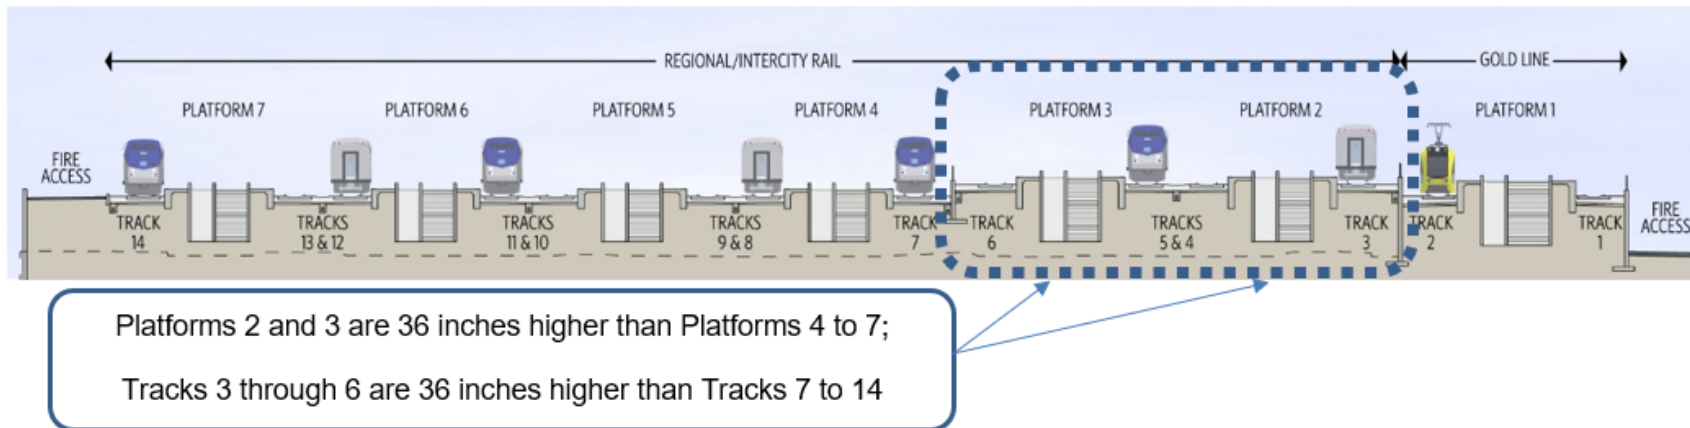 REGIONAL/INTERCITY RAIL
GOLD LINE
PLATFORM 7
PLATFORM 6
PLATFORM 5
PLATFORM 4
PLATFORM 3
PLATFORM 2
PLATFORM 1
FIRE
ACCESS
TRACK
14
TRACKS
13 & 12
TRACKS
11 & 10
TRACKS
9 & 8
TRACK
7
TRACK
6
TRACKS
5 & 4
TRACK
3
TRACK
2
TRACK
1
FIRE
ACCESS
Platforms 2 and 3 are 36 inches higher than Platforms 4 to 7;
Tracks 3 through 6 are 36 inches higher than Tracks 7 to 14